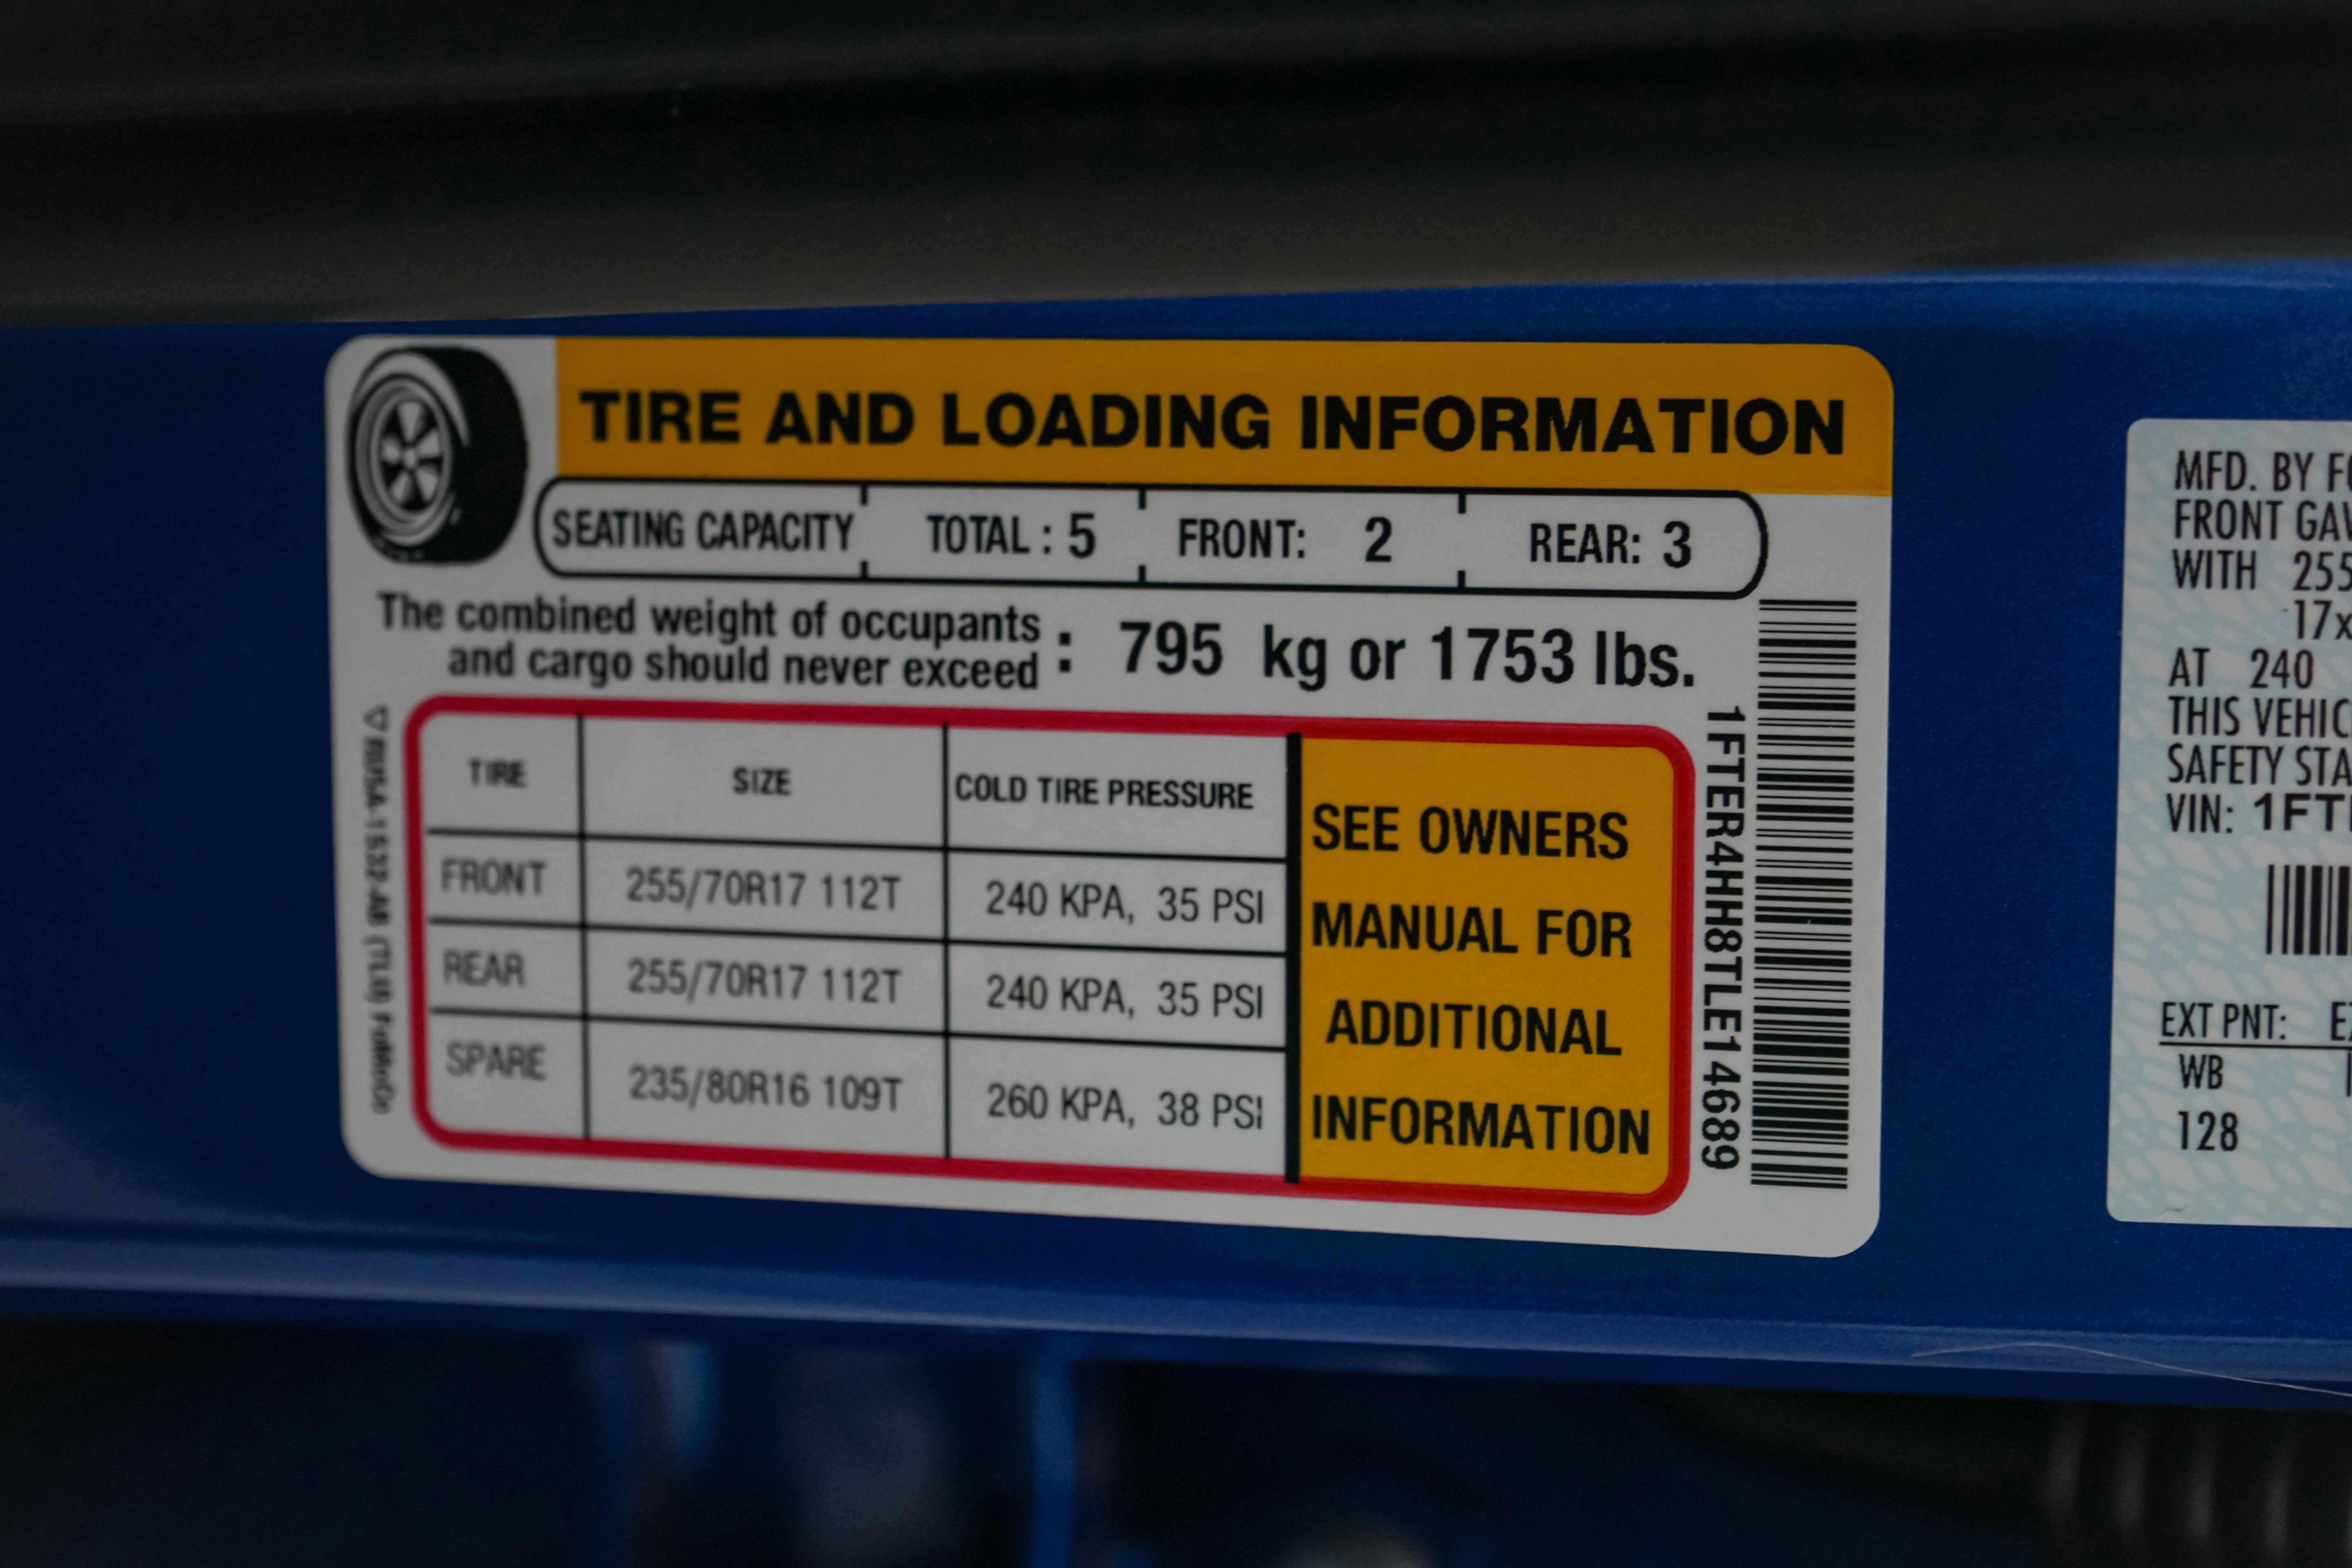 TIRE AND LOADING INFORMATION
SEATING CAPACITY TOTAL : 5 FRONT: 2 REAR: 3
The combined weight of occupants
and cargo should never exceed : 795 kg or 1753 lbs.
TIRE SIZE COLD TIRE PRESSURE
FRONT 255/70R17 112T 240 KPA, 35 PSI
REAR 255/70R17 112T 240 KPA, 35 PSI
SPARE 235/80R16 109T 260 KPA, 38 PSI
SEE OWNERS
MANUAL FOR
ADDITIONAL
INFORMATION
1FTER4HH8TLE14689
MFD. BY
FRONT
WITH 255
17x
AT 240
THIS
SAFETY
VIN: 1FT
EXT PNT:
WB
128